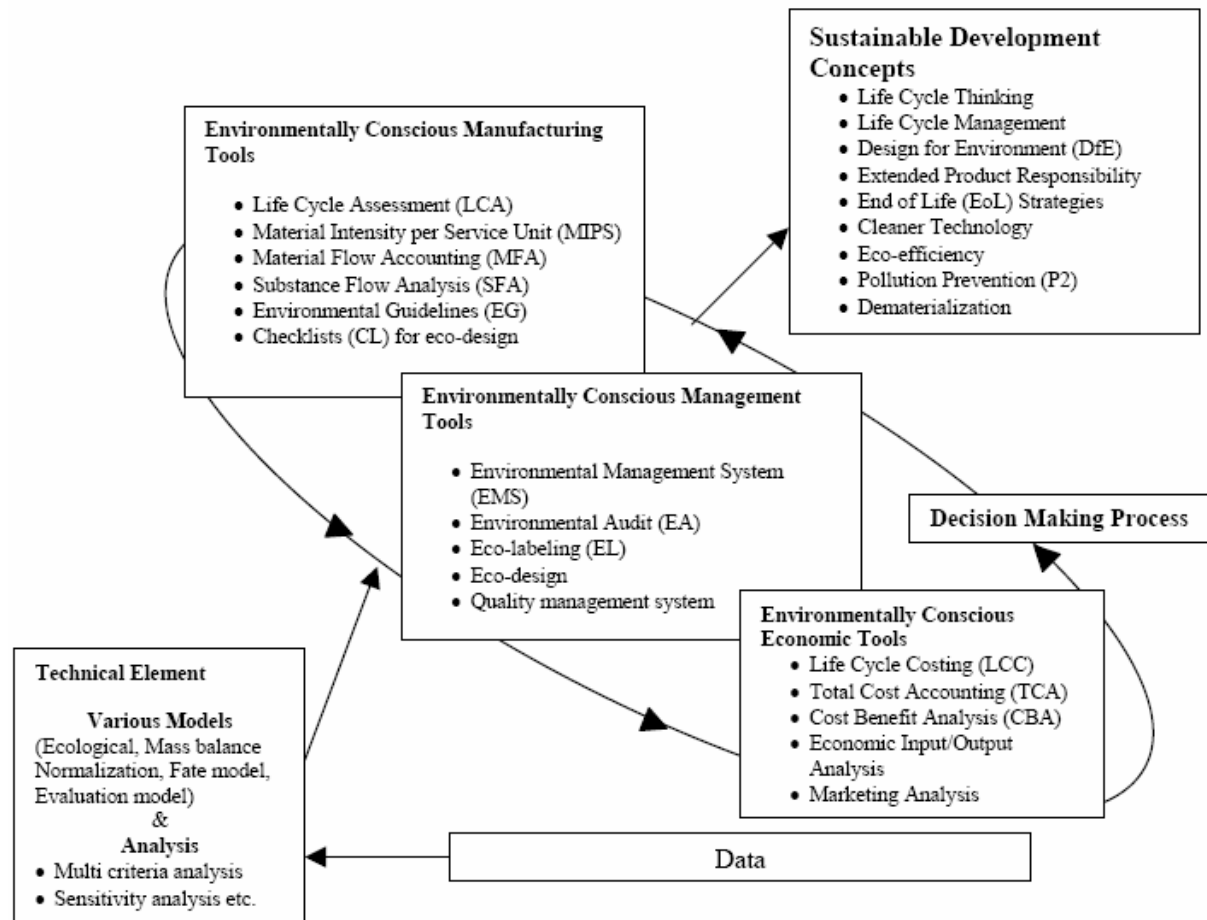 Sustainable Development
Concepts
• Life Cycle Thinking
• Life Cycle Management
• Design for Environment (DfE)
• Extended Product Responsibility
• End of Life (EoL) Strategies
• Cleaner Technology
• Eco-efficiency
• Pollution Prevention (P2)
• Dematerialization
Environmentally Conscious Manufacturing
Tools
• Life Cycle Assessment (LCA)
• Material Intensity per Service Unit (MIPS)
• Material Flow Accounting (MFA)
• Substance Flow Analysis (SFA)
• Environmental Guidelines (EG)
• Checklists (CL) for eco-design
Environmentally Conscious Management
Tools
• Environmental Management System
(EMS)
• Environmental Audit (EA)
• Eco-labeling (EL)
• Eco-design
• Quality management system
Decision Making Process
Environmentally Conscious
Economic Tools
• Life Cycle Costing (LCC)
• Total Cost Accounting (TCA)
• Cost Benefit Analysis (CBA)
• Economic Input/Output
Analysis
• Marketing Analysis
Technical Element
Various Models
(Ecological, Mass balance
Normalization, Fate model,
Evaluation model)
&
Analysis
• Multi criteria analysis
• Sensitivity analysis etc.
Data